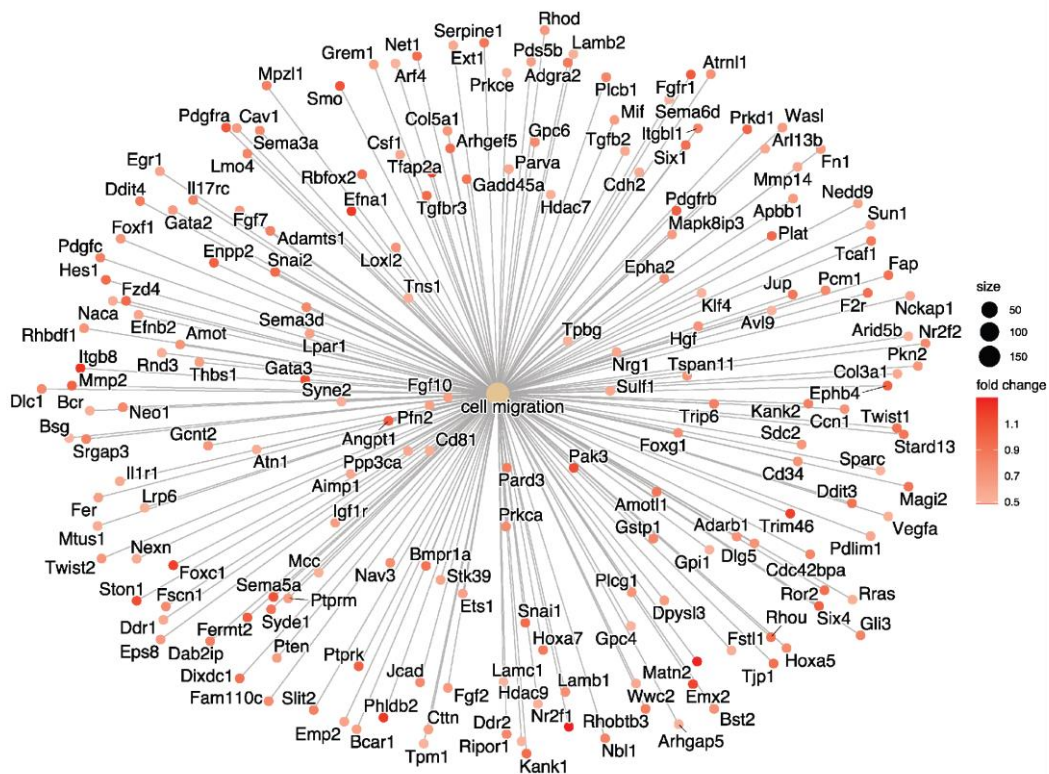 Rhod
Serpine1
Lamb2
Net1
Pds5b
Grem1
Ext1
Arf4
Adgra2
Atrnl1
Mpzl1
Prkce
Plcb1
Fgfr1
Smo
Mif
Sema6d
Pdgfra
Cav1
Col5a1
Prkd1
Wasl
Sema3a
Arhgef5
Gpc6
Tgfb2
Itgbl1
Arl13b
Csf1
Six1
Lmo4
Tfap2a
Parva
Fn1
Egr1
Rbfox2
Gadd45a
Cdh2
Mmp14
Ddit4
Il17rc
Efna1
Tgfbr3
Hdac7
Pdgfrb
Nedd9
Gata2
Fgf7
Mapk8ip3
Apbb1
Sun1
Foxf1
Adamts1
Plat
Pdgfc
Enpp2
Snai2
Loxl2
Tcaf1
Hes1
Epha2
Fap
Fzd4
Tns1
Klf4
Jup
Pcm1
F2r
Naca
Efnb2
Sema3d
Avl9
Nckap1
size
Rhbdf1
Amot
Lpar1
Tpbg
Hgf
Arid5b
Nr2f2
50
Itgb8
Rnd3
Thbs1
Gata3
Nrg1
Tspan11
Pkn2
100
Mmp2
Syne2
Fgf10
Sulf1
Col3a1
150
Dlc1
Bcr
Neo1
cell migration
Ephb4
fold change
Bsg
Pfn2
Trip6
Kank2
Ccn1
Twist1
1.1
Srgap3
Gcnt2
Angpt1
Cd81
Foxg1
Sdc2
Stard13
0.9
Il1r1
Atn1
Ppp3ca
Pak3
Cd34
Sparc
0.7
Fer
Lrp6
Aimp1
Pard3
Amotl1
Ddit3
Magi2
0.5
Mtus1
Igf1r
Prkca
Gstp1
Adarb1
Trim46
Vegfa
Twist2
Nexn
Gpi1
Dlg5
Pdlim1
Foxc1
Mcc
Bmpr1a
Cdc42bpa
Ston1
Fscn1
Sema5a
Nav3
Stk39
Plcg1
Ror2
Rras
Ptprm
Ets1
Dpysl3
Ddr1
Fermt2
Syde1
Snai1
Rhou
Six4
Eps8
Dab2ip
Pten
Hoxa7
Gpc4
Fstl1
Gli3
Dixdc1
Ptprk
Jcad
Lamc1
Lamb1
Matn2
Tjp1
Hoxa5
Fam110c
Slit2
Phldb2
Fgf2
Hdac9
Wwc2
Emx2
Emp2
Cttn
Ddr2
Nr2f1
Rhobtb3
Bst2
Bcar1
Tpm1
Ripor1
Nbl1
Arhgap5
Kank1